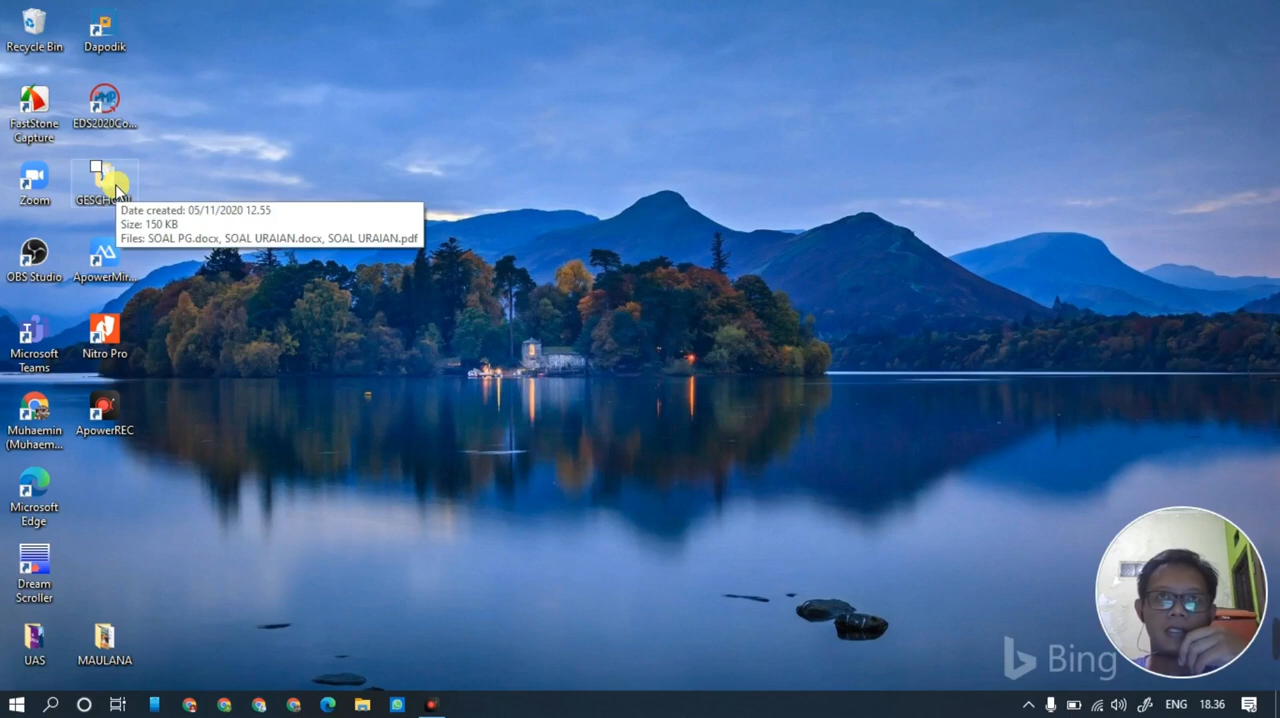 Recycle Bin
Dapodik
FastStone
Capture
EDS2020Co...
Zoom
Date created: 05/11/2020 12.55
Size: 150 KB
Files: SOAL PG.docx, SOAL URAIAN.docx, SOAL URAIAN.pdf
OBS Studio
ApowerMir...
Microsoft
Teams
Nitro Pro
Muhaemin
(Muhaem...
ApowerREC
Microsoft
Edge
Dream
Scroller
UAS
MAULANA
Bing
ENG
18.36